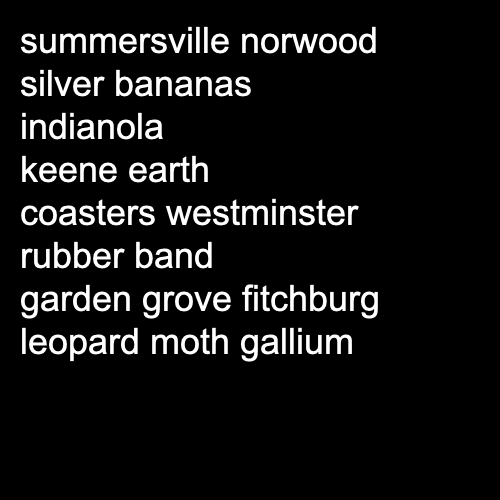 summersville norwood
silver bananas
indianola
keene earth
coasters westminster
rubber band
garden grove fitchburg
leopard moth gallium